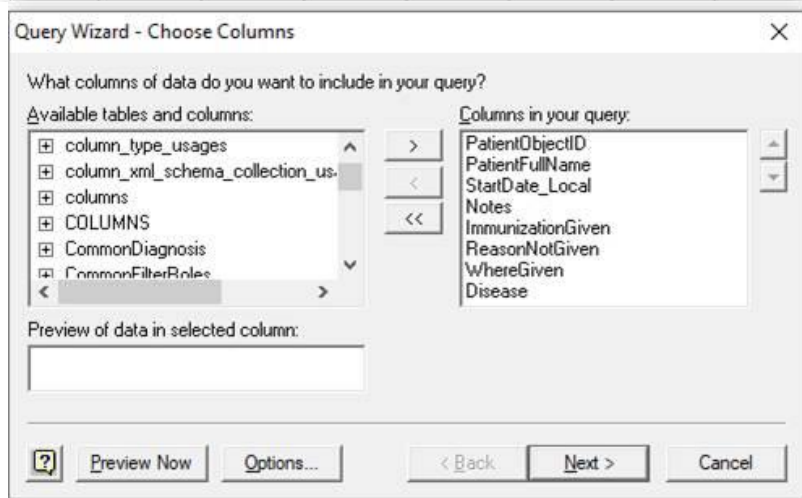 Query Wizard - Choose Columns
What columns of data do you want to include in your query?
Available tables and columns:
column_type_usages
column_xml_schema_collection_us
columns
COLUMNS
CommonDiagnosis
CommonFilterRoles
>
<
<<
Columns in your query:
PatientObjectID
PatientFullName
StartDate_Local
Notes
ImmunizationGiven
ReasonNotGiven
WhereGiven
Disease
Preview of data in selected column:
?
Preview Now
Options...
< Back
Next >
Cancel